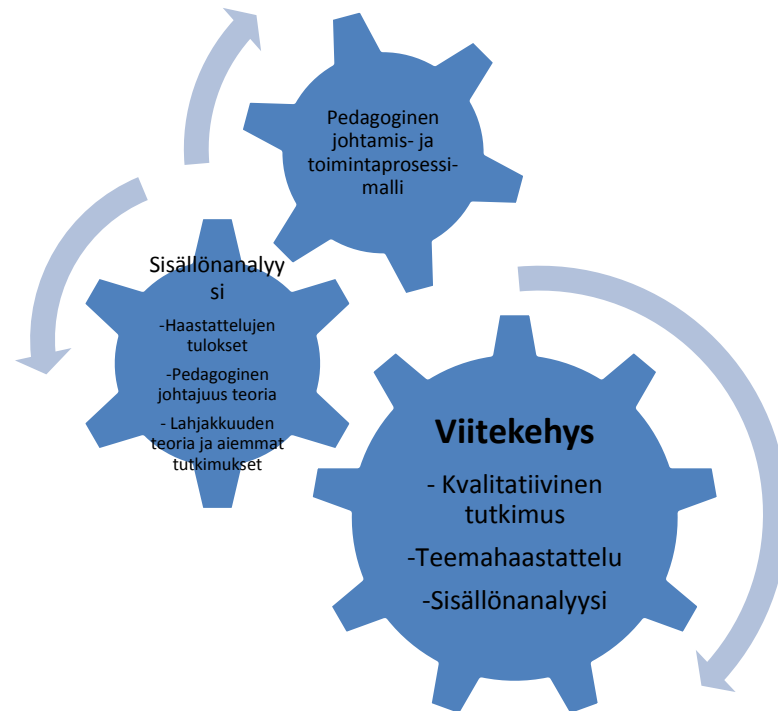 Pedagoginen
johtamis- ja
toimintaprosessi-
malli
Sisällönanalyy
si
-Haastattelujen
tulokset
-Pedagoginen
johtajuus teoria
- Lahjakkuuden
teoria ja aiemmat
tutkimukset
Viitekehys
- Kvalitatiivinen
tutkimus
-Teemahaastattelu
-Sisällönanalyysi